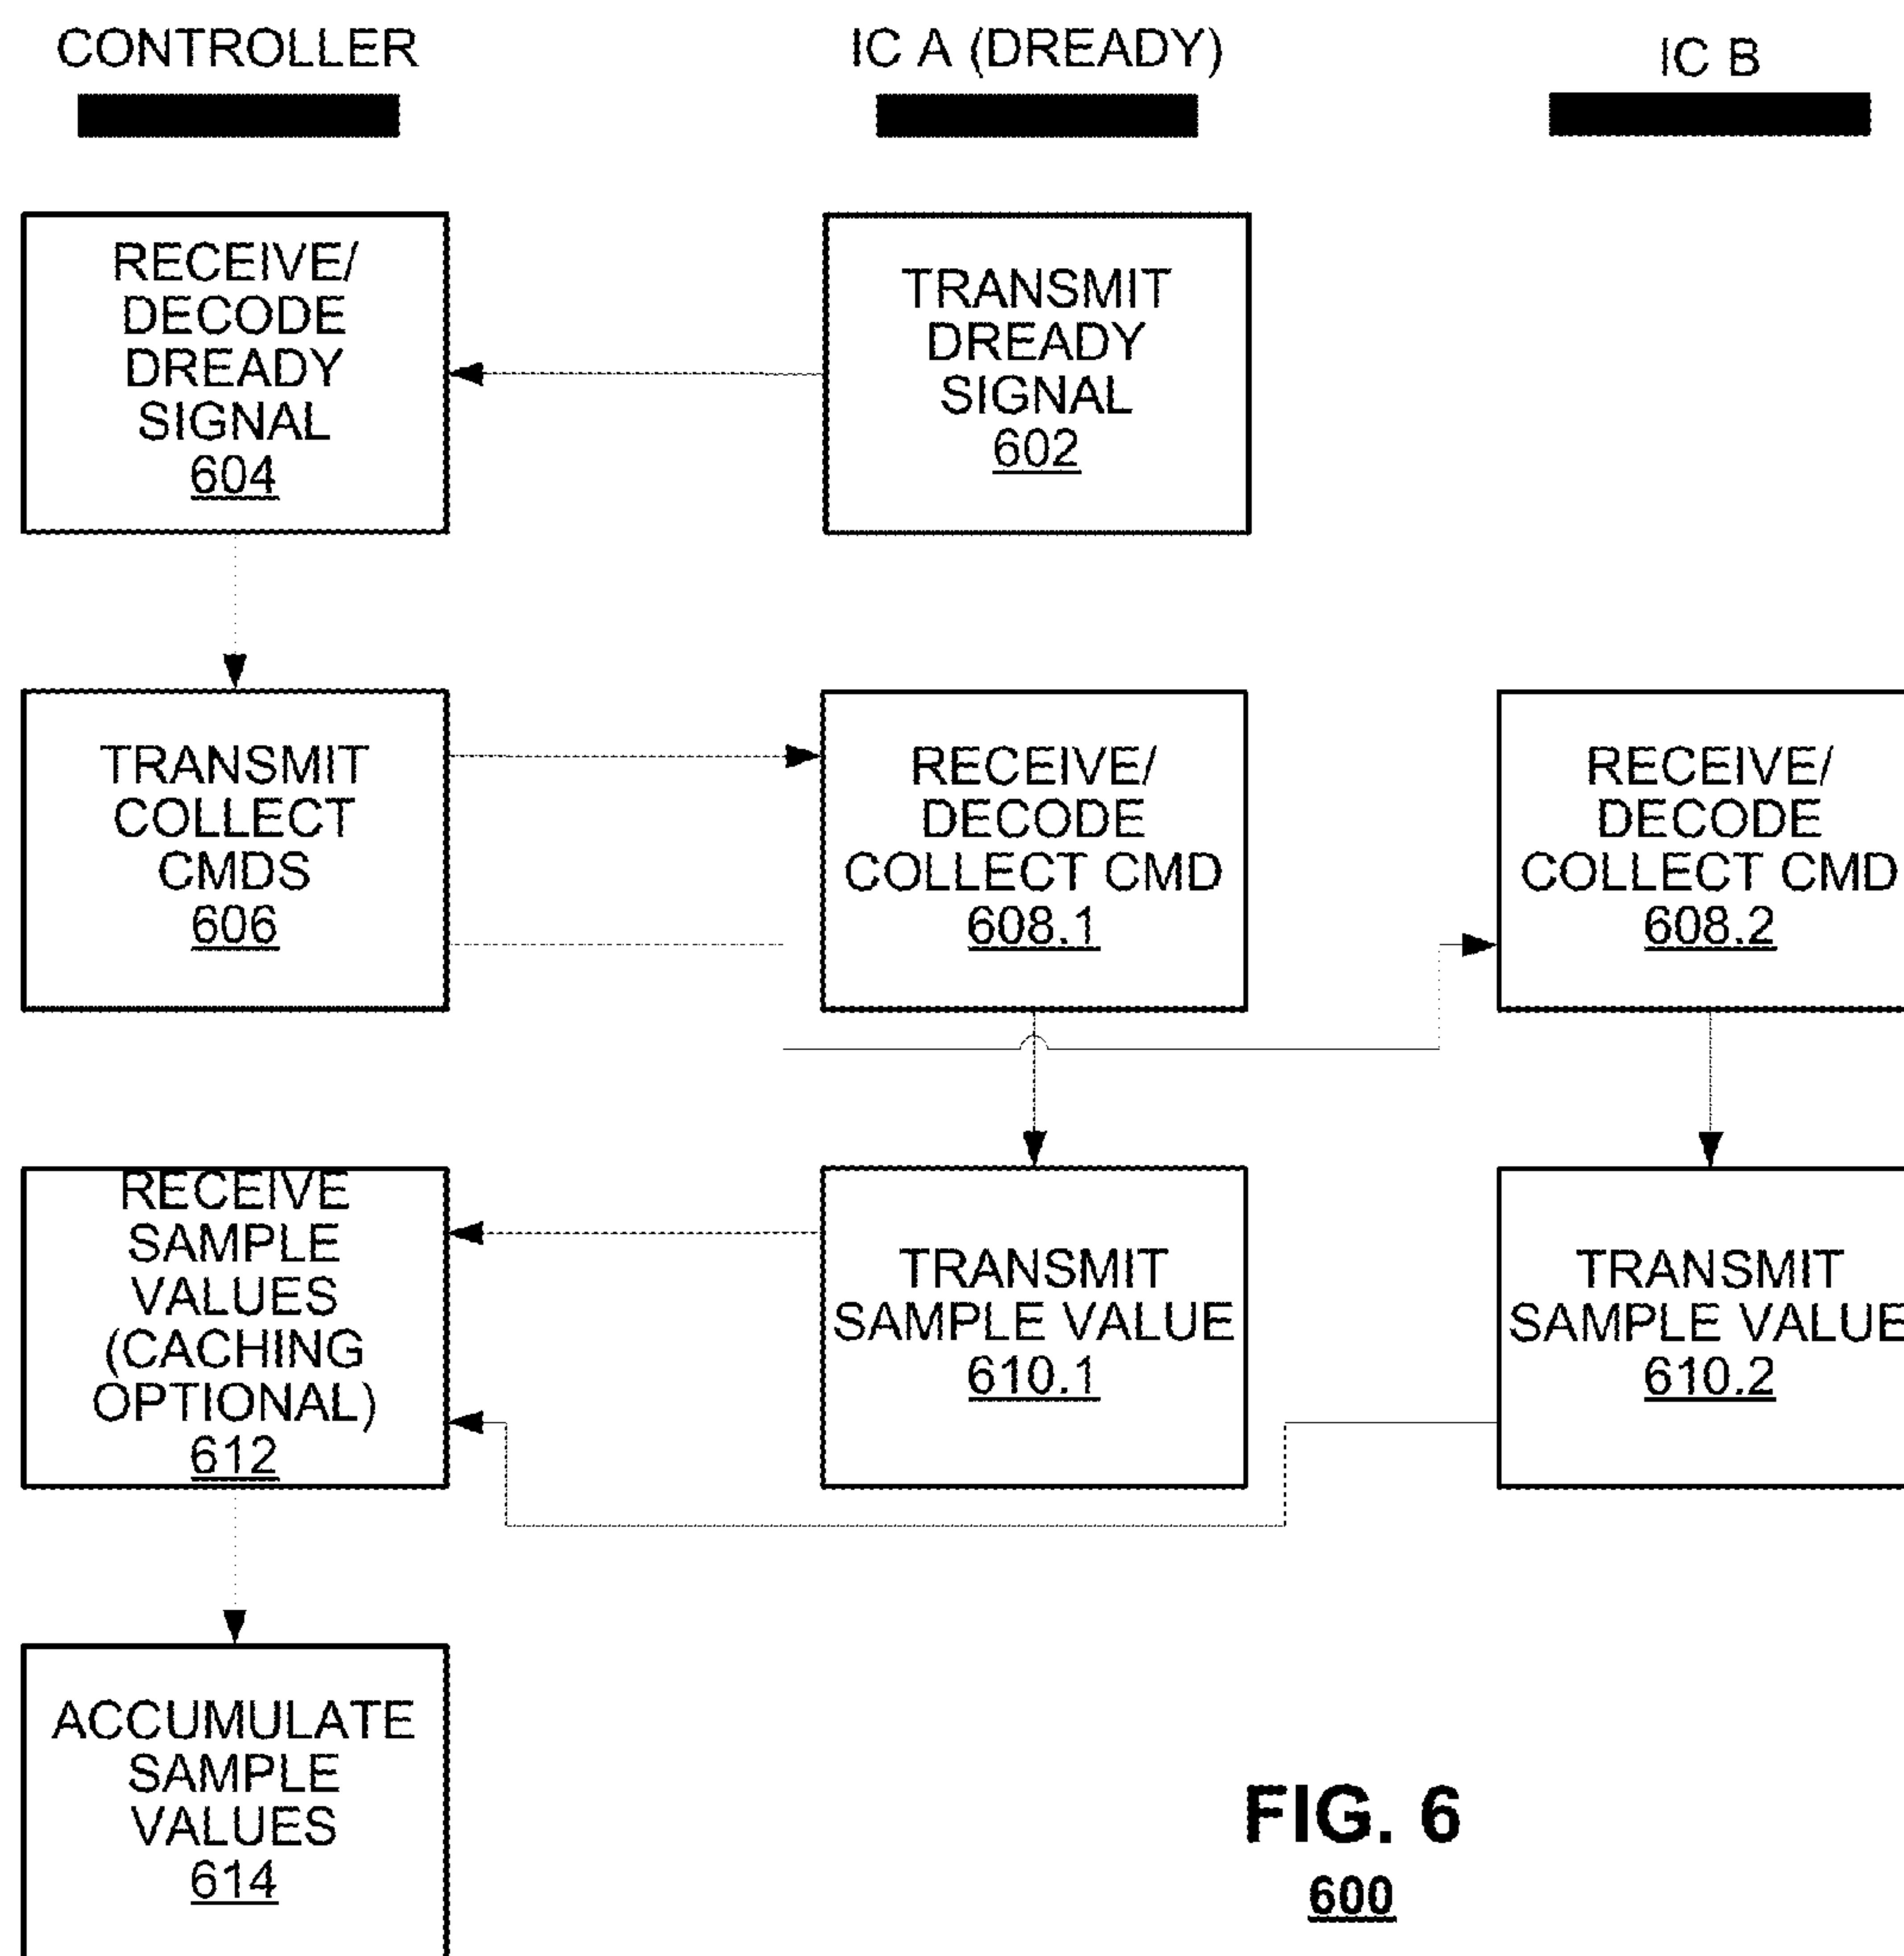 CONTROLLER
IC A (DREADY)
IC B
RECEIVE/
DECODE
DREADY
SIGNAL
604
TRANSMIT
DREADY
SIGNAL
602
TRANSMIT
COLLECT
CMDS
606
RECEIVE/
DECODE
COLLECT CMD
608.1
RECEIVE/
DECODE
COLLECT CMD
608.2
RECEIVE
SAMPLE
VALUES
(CACHING
OPTIONAL)
612
TRANSMIT
SAMPLE VALUE
610.1
TRANSMIT
SAMPLE VALUE
610.2
ACCUMULATE
SAMPLE
VALUES
614
FIG. 6
600